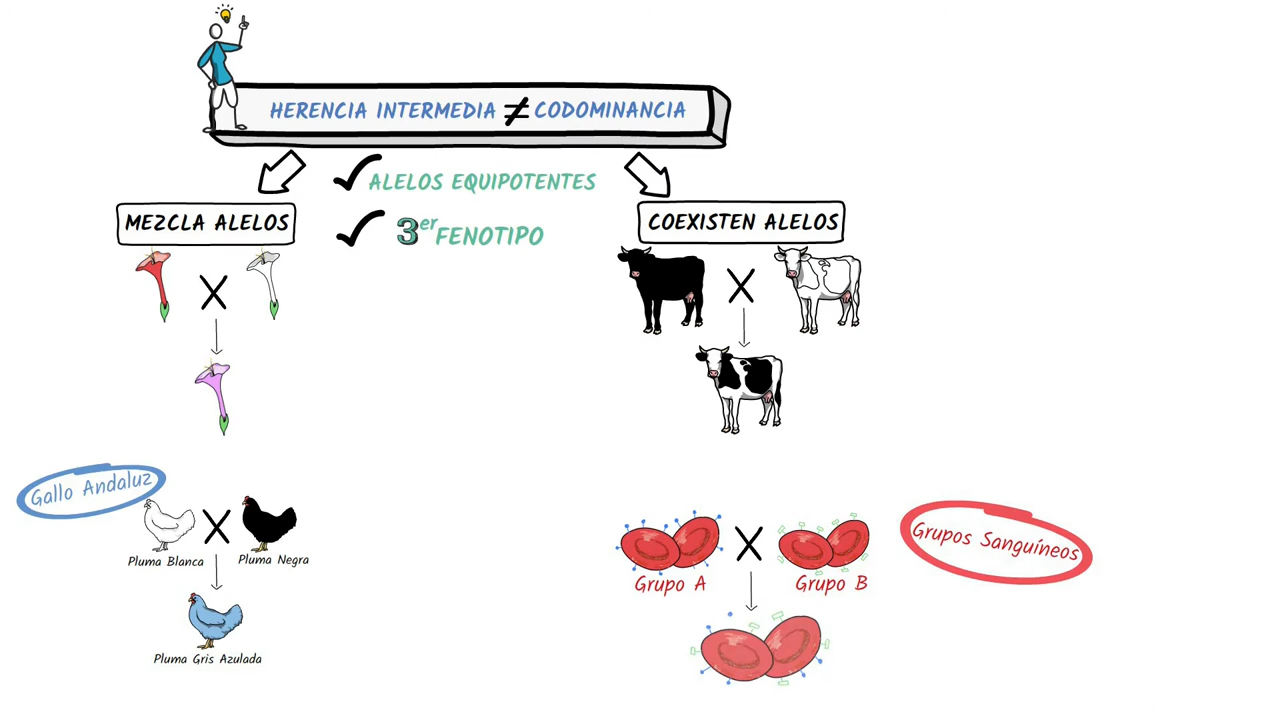 HERENCIA INTERMEDIA ≠ CODOMINANCIA
ALELOS EQUIPOTENTES
3er FENOTIPO
MEZCLA ALELOS
X
COEXISTEN ALELOS
X
Gallo Andaluz
X
Pluma Blanca
Pluma Negra
Pluma Gris Azulada
X
Grupo A
Grupo B
Grupos Sanguíneos